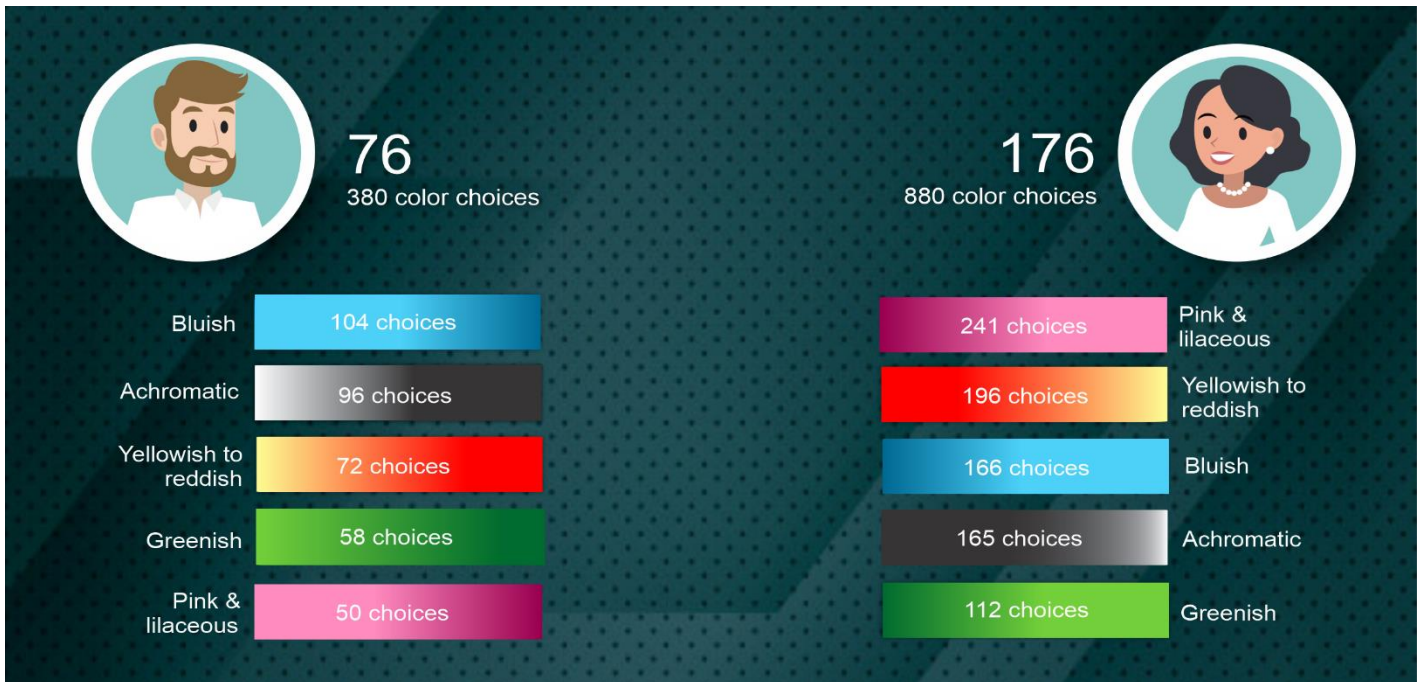 76
380 color choices
176
880 color choices
Bluish
104 choices
Achromatic
96 choices
Yellowish to
reddish
72 choices
Greenish
58 choices
Pink &
lilaceous
50 choices
241 choices
Pink &
lilaceous
196 choices
Yellowish to
reddish
166 choices
Bluish
165 choices
Achromatic
112 choices
Greenish